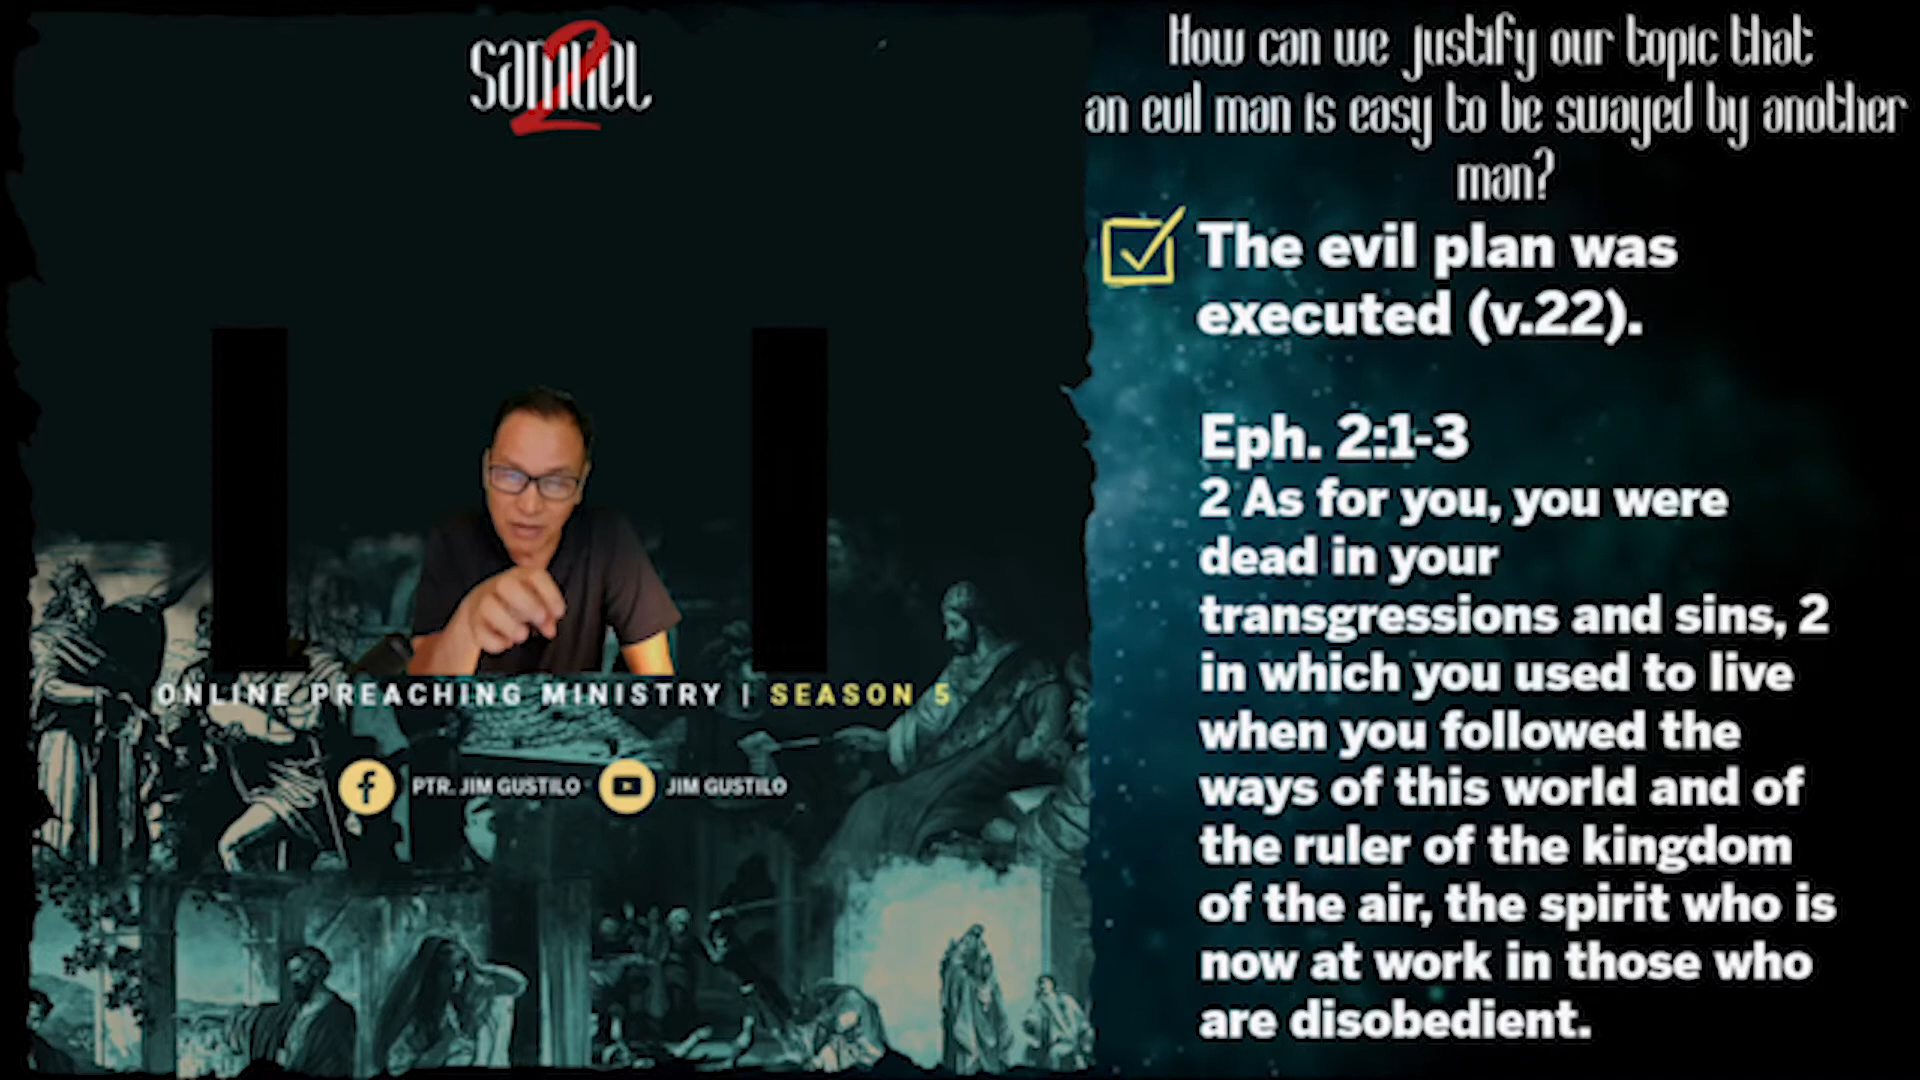 Samuel
2
ONLINE PREACHING MINISTRY | SEASON 5
PTR. JIM GUSTILO
JIM GUSTILO
How can we justify our topic that
an evil man is easy to be swayed by another
man?
The evil plan was
executed (v.22).
Eph. 2:1-3
2 As for you, you were
dead in your
transgressions and sins, 2
in which you used to live
when you followed the
ways of this world and of
the ruler of the kingdom
of the air, the spirit who is
now at work in those who
are disobedient.